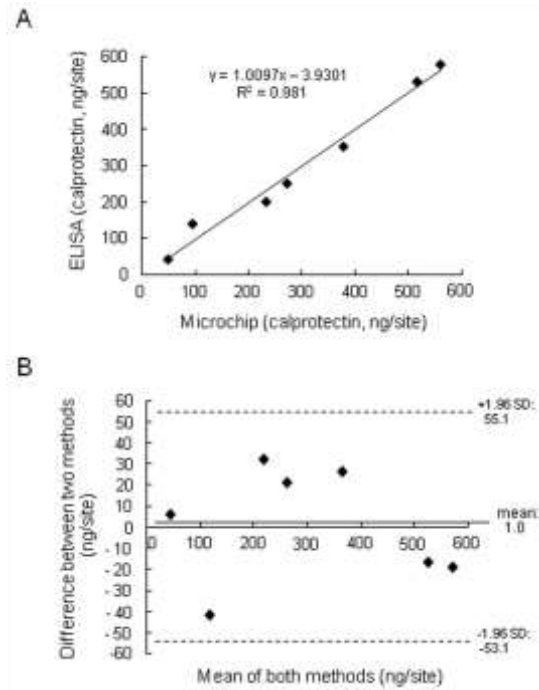 A
600
500
400
300
200
100
0
y = 1.0097x – 3.9301
R² = 0.981
ELISA (calprotectin, ng/site)
0 100 200 300 400 500 600
Microchip (calprotectin, ng/site)
B
60
50
40
30
20
10
0
- 10
- 20
- 30
- 40
- 50
-60
Difference between two methods
(ng/site)
+1.96 SD:
55.1
mean:
1.0
-1.96 SD:
-53.1
0 100 200 300 400 500 600
Mean of both methods (ng/site)